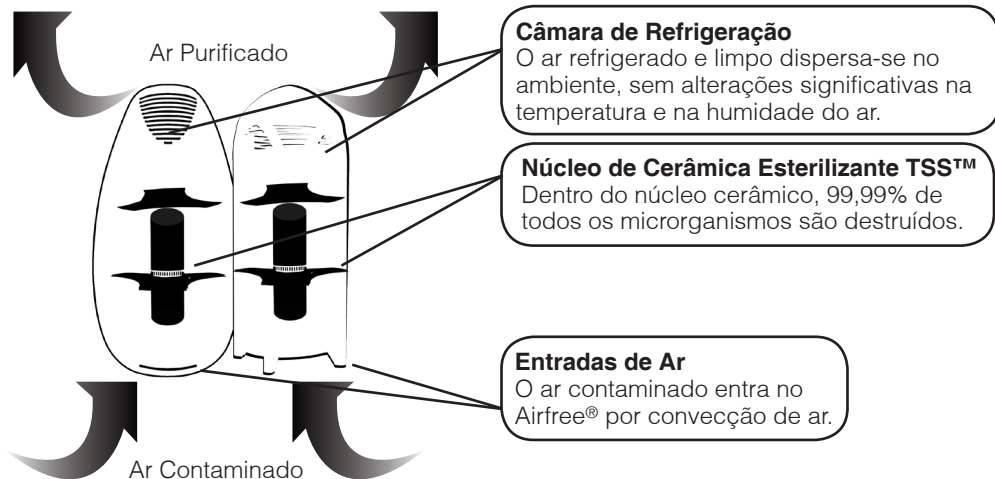 Ar Purificado
Câmara de Refrigeração
O ar refrigerado e limpo dispersa-se no
ambiente, sem alterações significativas na
temperatura e na humidade do ar.
Núcleo de Cerâmica Esterilizante TSS™
Dentro do núcleo cerâmico, 99,99% de
todos os microrganismos são destruídos.
Entradas de Ar
O ar contaminado entra no
Airfree® por convecção de ar.
Ar Contaminado